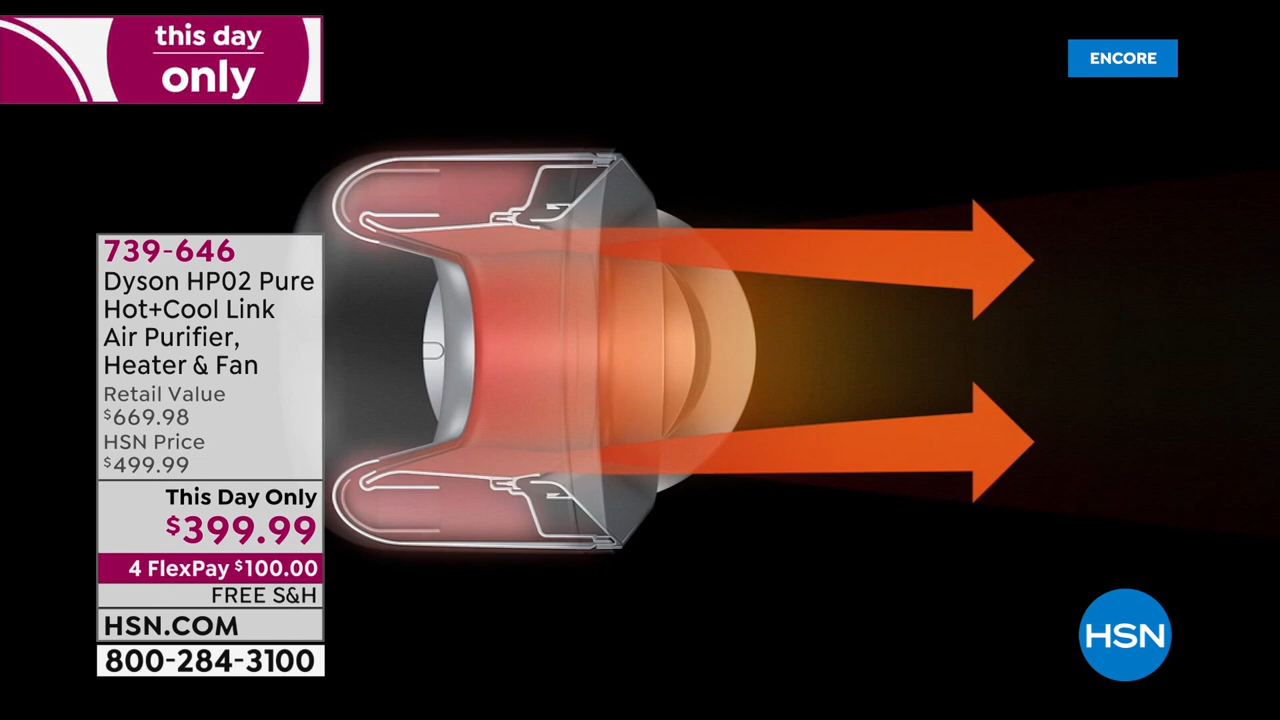 this day
only
ENCORE
739-646
Dyson HP02 Pure
Hot+Cool Link
Air Purifier,
Heater & Fan
Retail Value
$669.98
HSN Price
$499.99
This Day Only
$399.99
4 FlexPay $100.00
FREE S&H
HSN.COM
800-284-3100
HSN